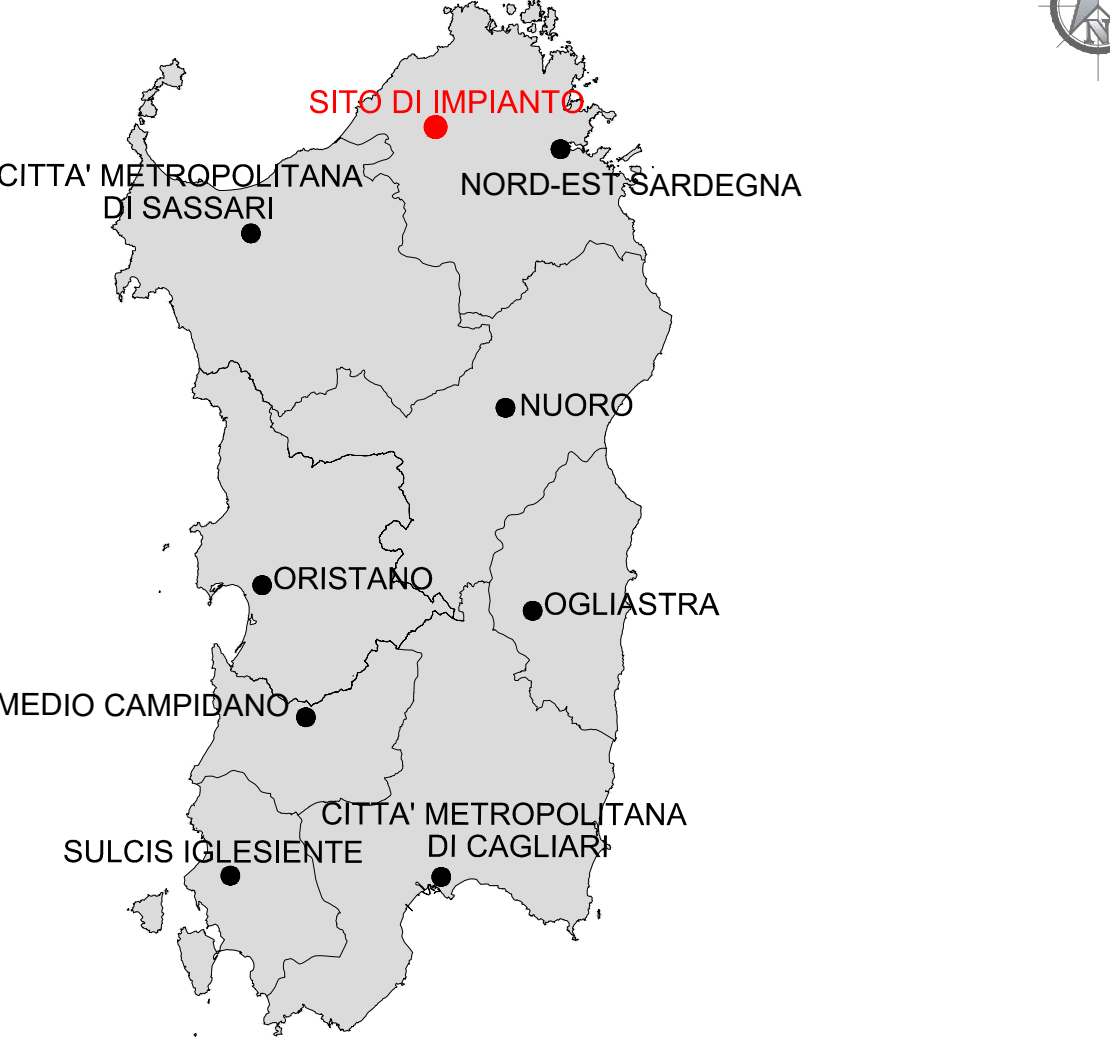 N
SITO DI IMPIANTO
CITTA' METROPOLITANA
DI SASSARI
NORD-EST SARDEGNA
NUORO
ORISTANO
OGLIASTRA
MEDIO CAMPIDANO
CITTA' METROPOLITANA
DI CAGLIARI
SULCIS IGLESIENTE